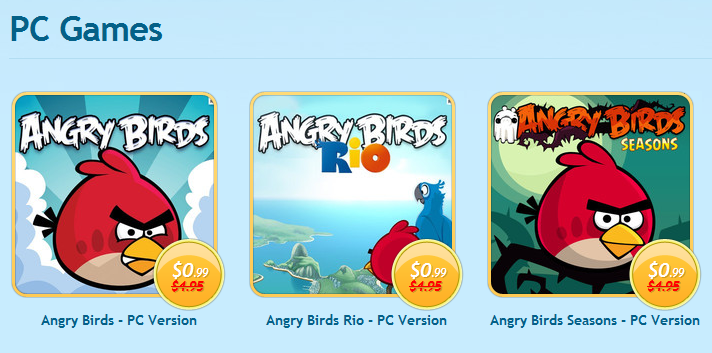 PC Games
ANGRY BIRDS
$0.99
$4.95
Angry Birds - PC Version
ANGRY BIRDS
RIO
$0.99
$4.95
Angry Birds Rio - PC Version
ANGRY BIRDS
SEASONS
$0.99
$4.95
Angry Birds Seasons - PC Version